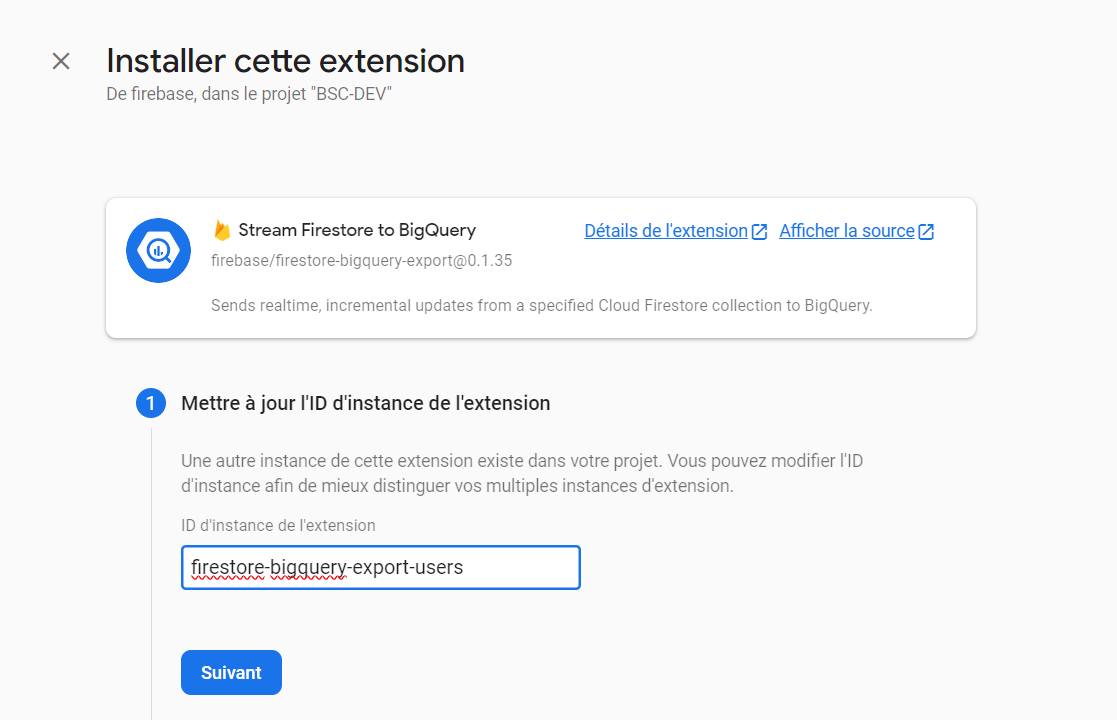 Installer cette extension
De firebase, dans le projet "BSC-DEV"
Stream Firestore to BigQuery
Détails de l'extension
Afficher la source
firebase/firestore-bigquery-export@0.1.35
Sends realtime, incremental updates from a specified Cloud Firestore collection to BigQuery.
1 Mettre à jour l'ID d'instance de l'extension
Une autre instance de cette extension existe dans votre projet. Vous pouvez modifier l'ID
d'instance afin de mieux distinguer vos multiples instances d'extension.
ID d'instance de l'extension
firestore-bigquery-export-users
Suivant